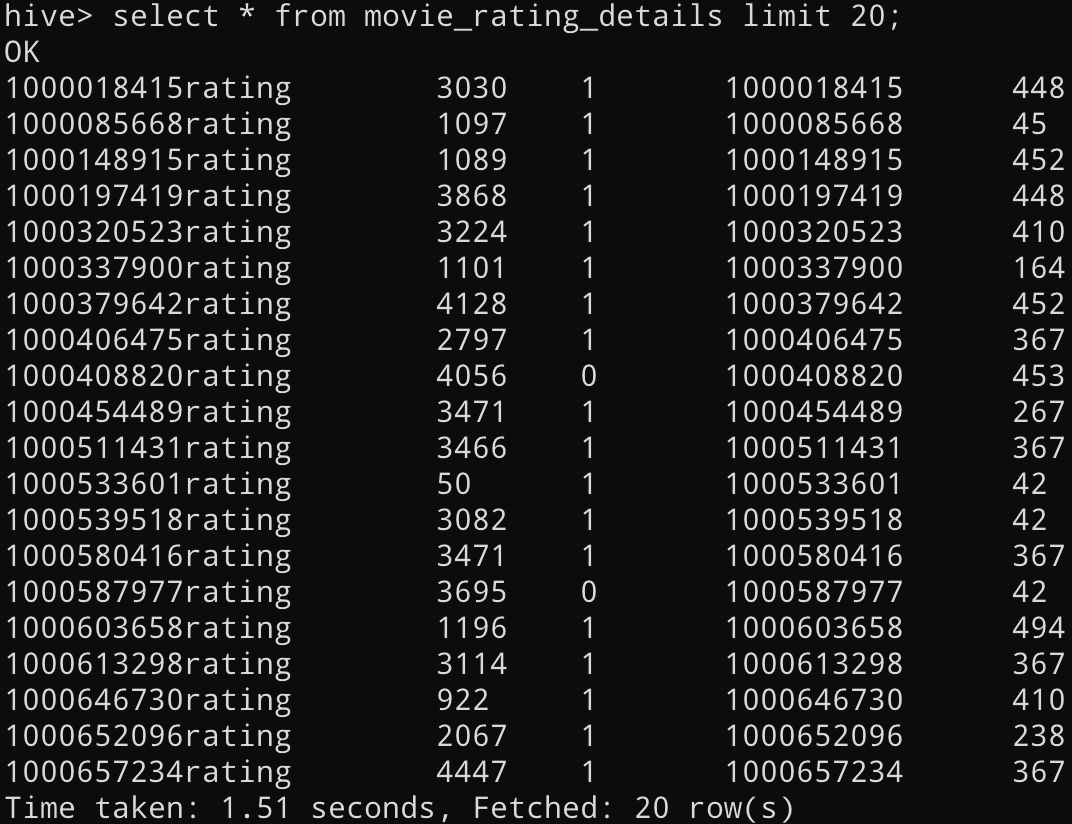 hive> select * from movie_rating_details limit 20;
OK
1000018415rating 3030 1 1000018415 448
1000085668rating 1097 1 1000085668 45
1000148915rating 1089 1 1000148915 452
1000197419rating 3868 1 1000197419 448
1000320523rating 3224 1 1000320523 410
1000337900rating 1101 1 1000337900 164
1000379642rating 4128 1 1000379642 452
1000406475rating 2797 1 1000406475 367
1000408820rating 4056 0 1000408820 453
1000454489rating 3471 1 1000454489 267
1000511431rating 3466 1 1000511431 367
1000533601rating 50 1 1000533601 42
1000539518rating 3082 1 1000539518 42
1000580416rating 3471 1 1000580416 367
1000587977rating 3695 0 1000587977 42
1000603658rating 1196 1 1000603658 494
1000613298rating 3114 1 1000613298 367
1000646730rating 922 1 1000646730 410
1000652096rating 2067 1 1000652096 238
1000657234rating 4447 1 1000657234 367
Time taken: 1.51 seconds, Fetched: 20 row(s)